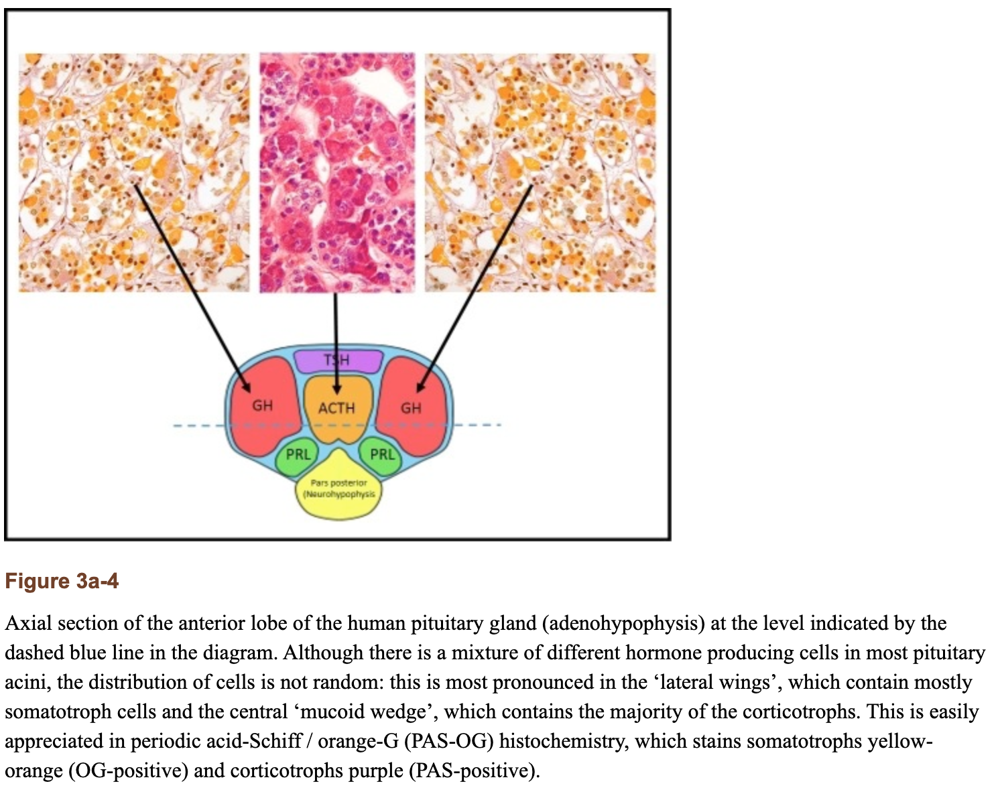 TSH
GH
ACTH
GH
PRL
PRL
Pars posterior
(Neurohypophysis
Figure 3a-4
Axial section of the anterior lobe of the human pituitary gland (adenohypophysis) at the level indicated by the
dashed blue line in the diagram. Although there is a mixture of different hormone producing cells in most pituitary
acini, the distribution of cells is not random: this is most pronounced in the ‘lateral wings’, which contain mostly
somatotroph cells and the central ‘mucoid wedge’, which contains the majority of the corticotrophs. This is easily
appreciated in periodic acid-Schiff / orange-G (PAS-OG) histochemistry, which stains somatotrophs yellow-
orange (OG-positive) and corticotrophs purple (PAS-positive).